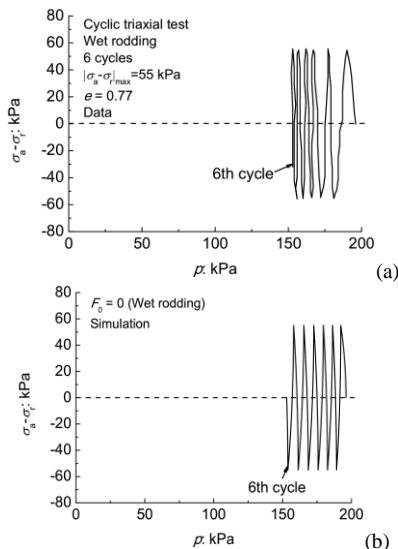 Cyclic triaxial test
Wet rodding
6 cycles
|σa-σr|max=55 kPa
e = 0.77
Data
80
60
40
20
0
-20
-40
-60
-80
σa-σr: kPa
6th cycle
0 50 100 150 200
p: kPa
(a)
F0 = 0 (Wet rodding)
Simulation
80
60
40
20
0
-20
-40
-60
-80
σa-σr: kPa
6th cycle
0 50 100 150 200
p: kPa
(b)